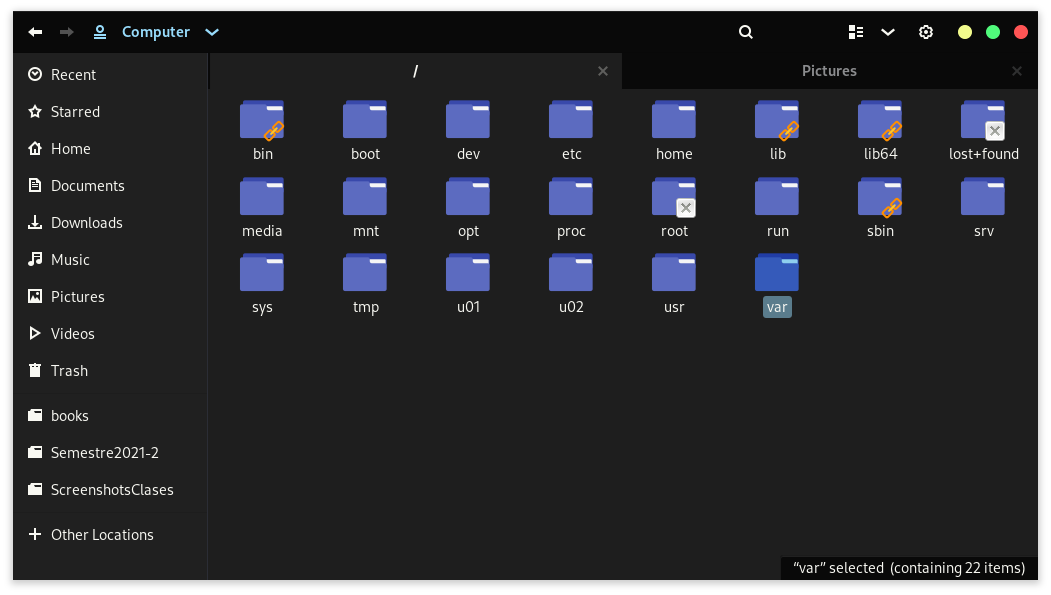 Computer
Recent
Starred
Home
Documents
Downloads
Music
Pictures
Videos
Trash
books
Semestre2021-2
ScreenshotsClases
Other Locations
/ Pictures
bin boot dev etc home lib lib64 lost+found
media mnt opt proc root run sbin srv
sys tmp u01 u02 usr var
“var” selected (containing 22 items)